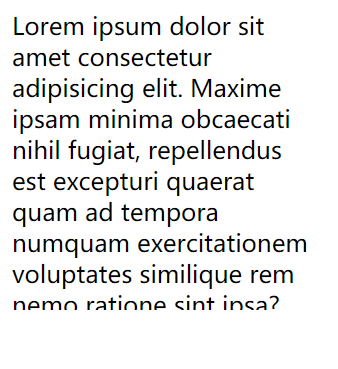 Lorem ipsum dolor sit
amet consectetur
adipisicing elit. Maxime
ipsam minima obcaecati
nihil fugiat, repellendus
est excepturi quaerat
quam ad tempora
numquam exercitationem
voluptates similique rem
nemo ratione sint ipsa?